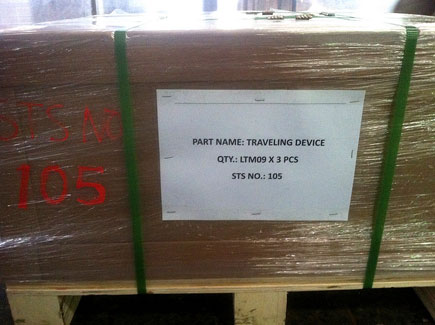 STS NO
105
PART NAME: TRAVELING DEVICE
QTY.: LTM09 X 3 PCS
STS NO.: 105